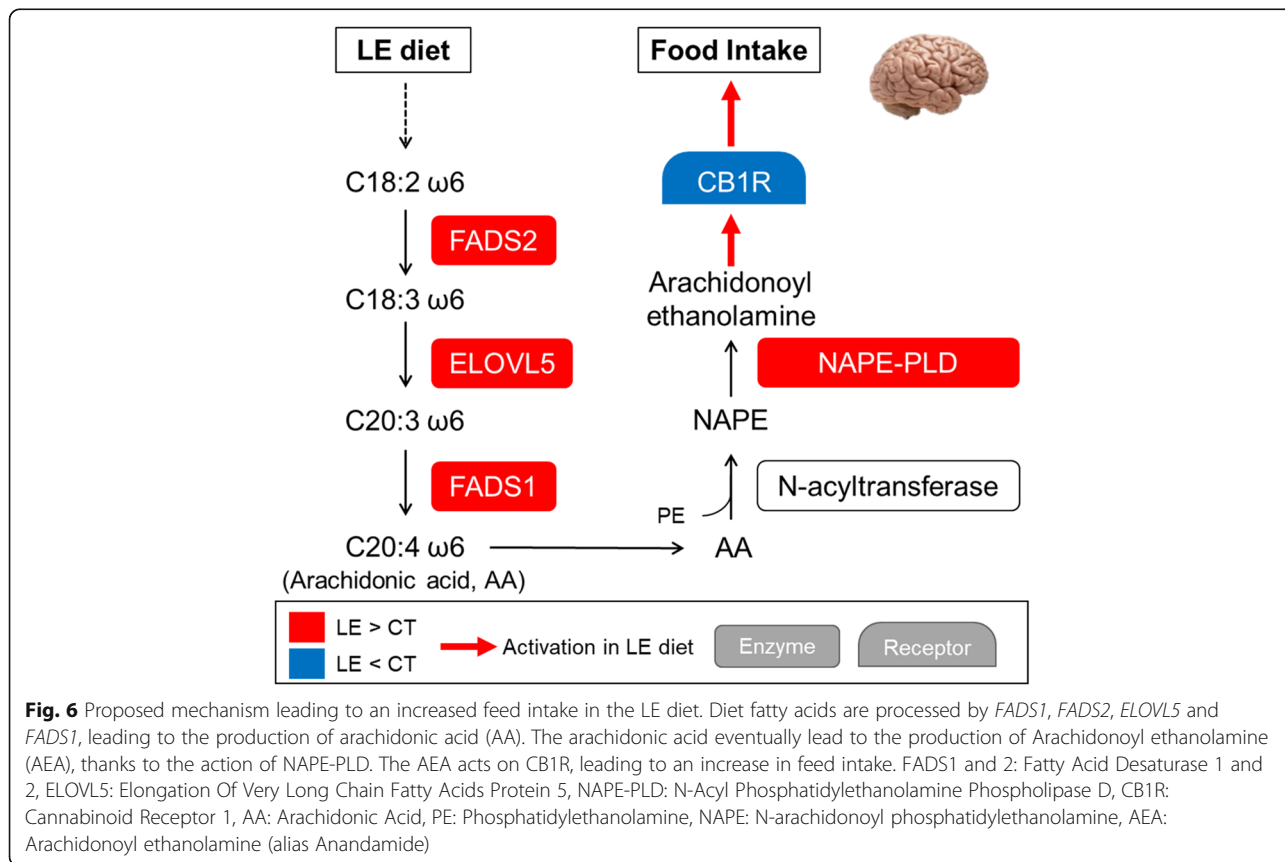 LE diet
C18:2 ω6
FADS2
C18:3 ω6
ELOVL5
C20:3 ω6
FADS1
C20:4 ω6
(Arachidonic acid, AA)
Food Intake
CB1R
Arachidonoyl
ethanolamine
NAPE-PLD
NAPE
N-acyltransferase
PE
AA
LE > CT
LE < CT
Activation in LE diet
Enzyme
Receptor
Fig. 6 Proposed mechanism leading to an increased feed intake in the LE diet. Diet fatty acids are processed by FADS1, FADS2, ELOVL5 and
FADS1, leading to the production of arachidonic acid (AA). The arachidonic acid eventually lead to the production of Arachidonoyl ethanolamine
(AEA), thanks to the action of NAPE-PLD. The AEA acts on CB1R, leading to an increase in feed intake. FADS1 and 2: Fatty Acid Desaturase 1 and
2, ELOVL5: Elongation Of Very Long Chain Fatty Acids Protein 5, NAPE-PLD: N-Acyl Phosphatidylethanolamine Phospholipase D, CB1R:
Cannabinoid Receptor 1, AA: Arachidonic Acid, PE: Phosphatidylethanolamine, NAPE: N-arachidonoyl phosphatidylethanolamine, AEA:
Arachidonoyl ethanolamine (alias Anandamide)